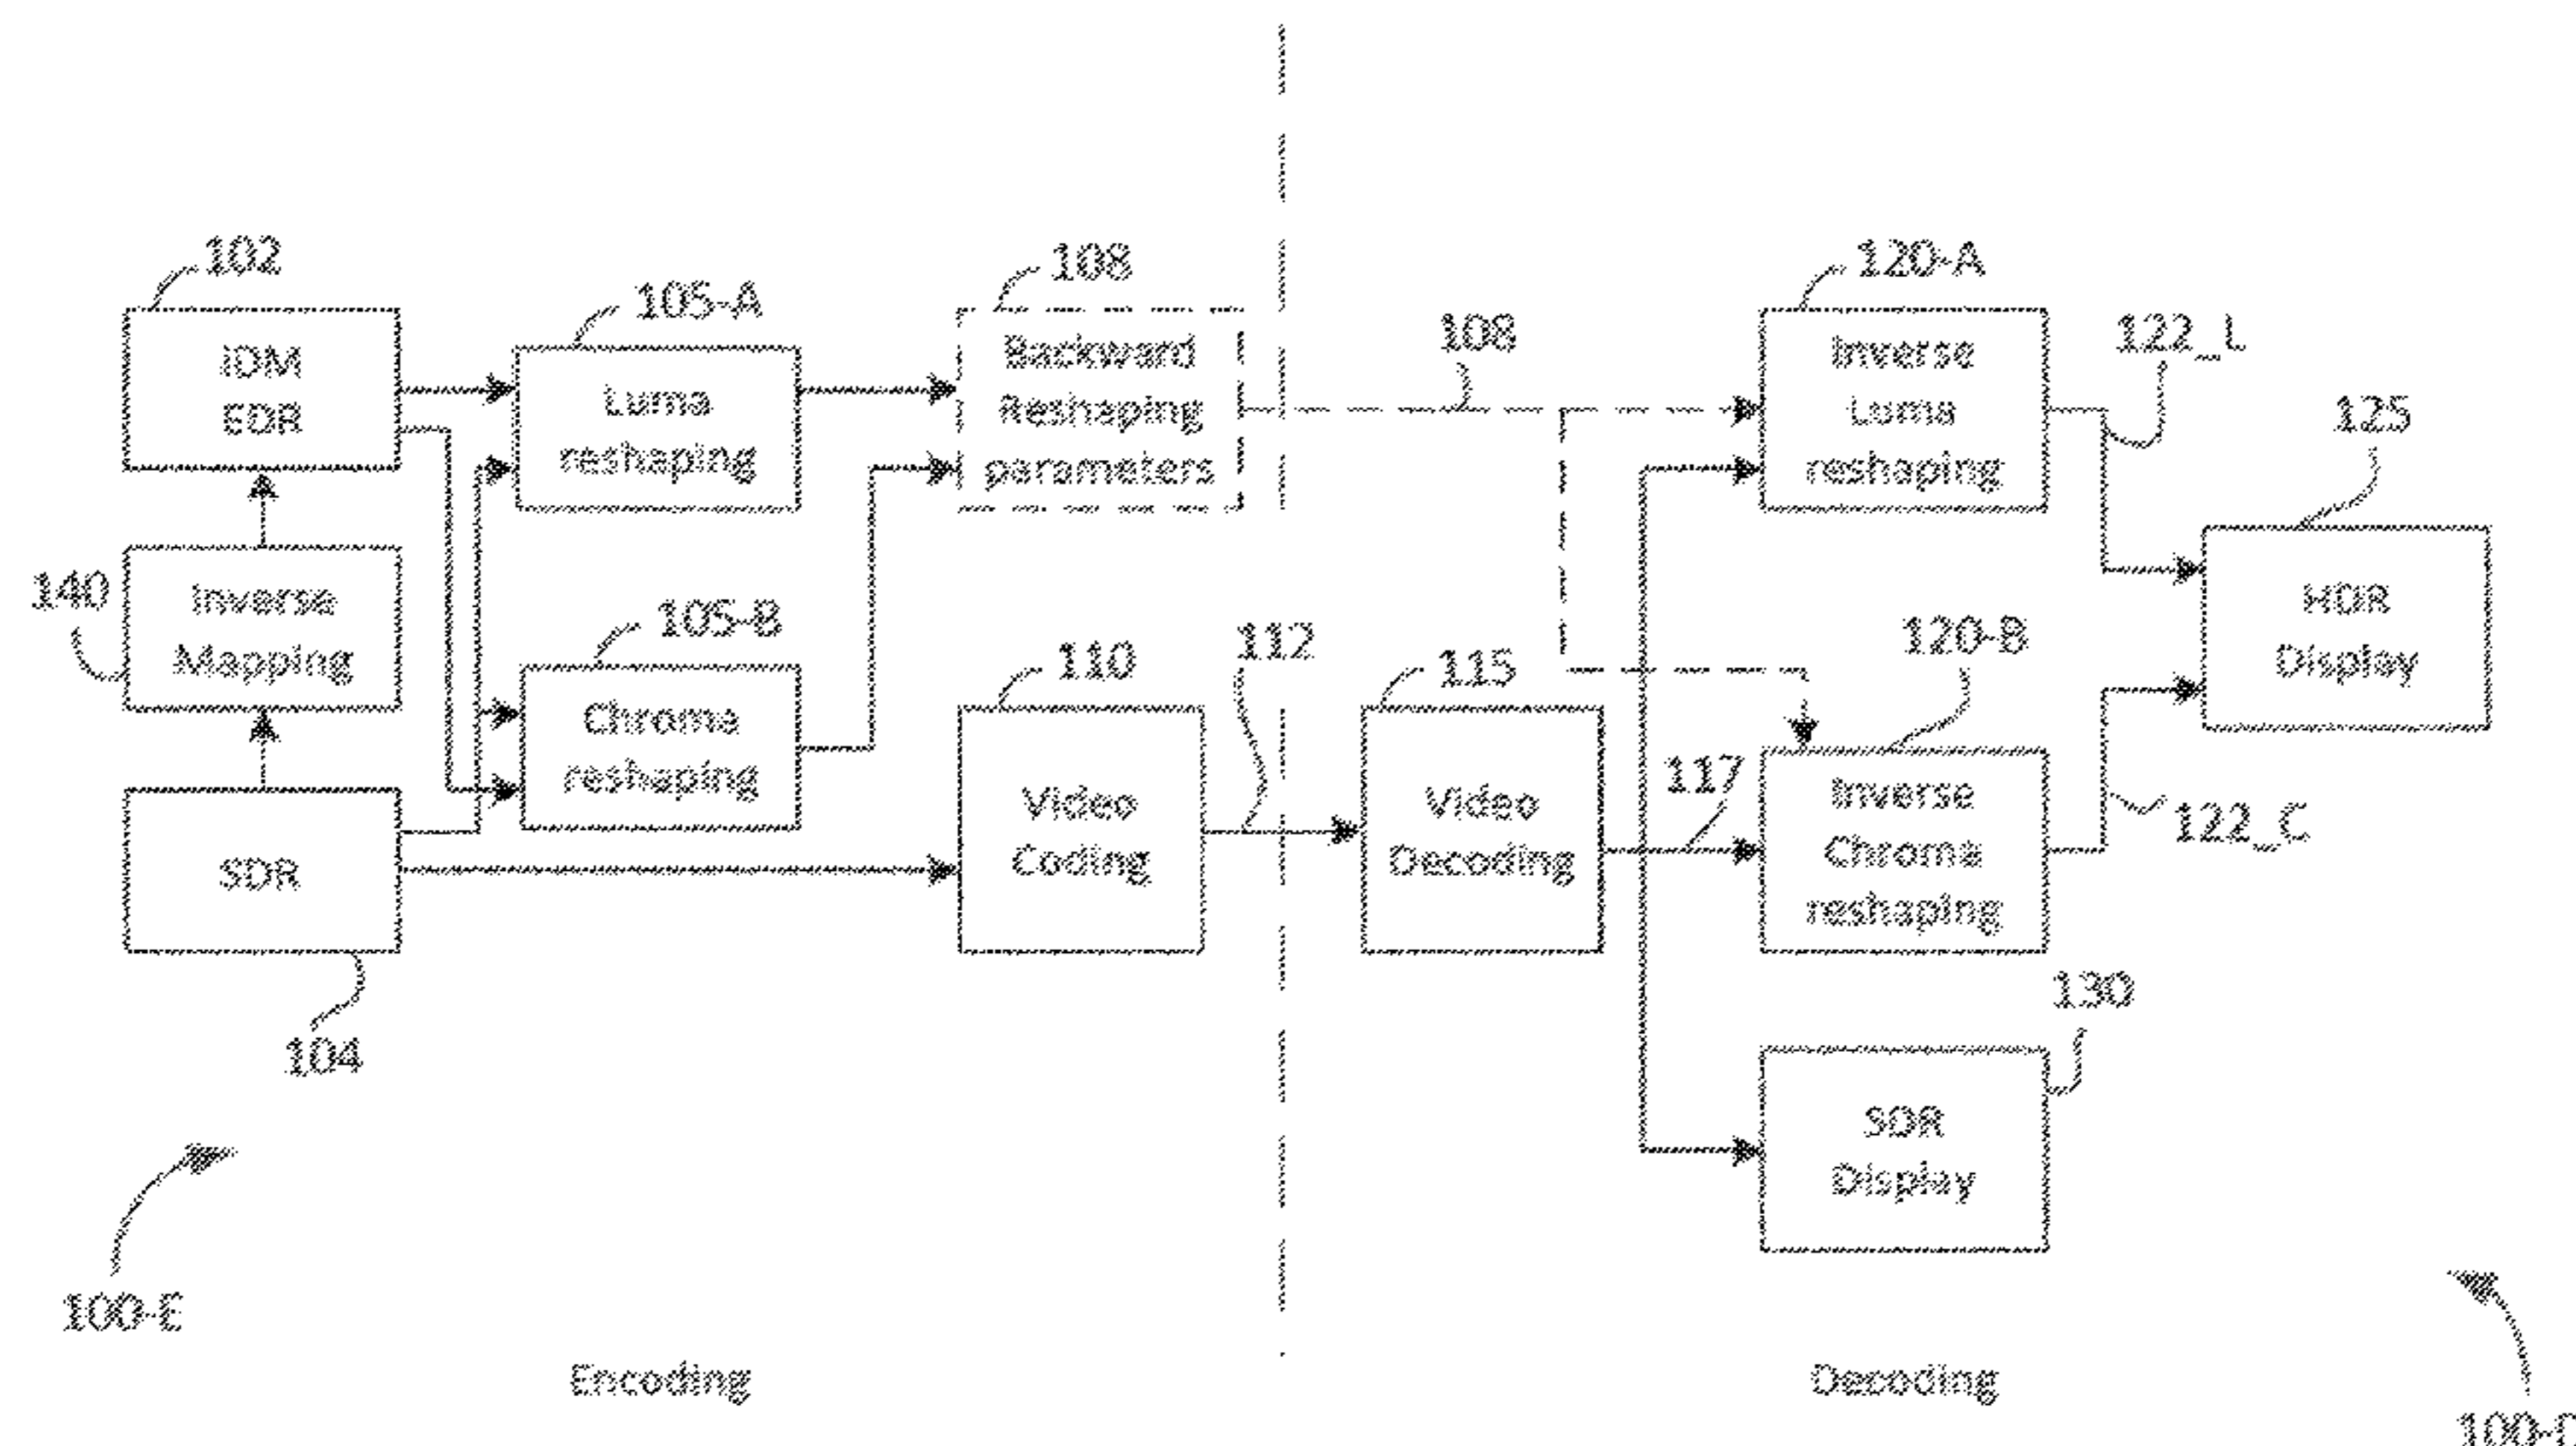 102
iDM
EDR
105-A
Luma
reshaping
108
Backward
Reshaping
parameters
108
120-A
Inverse
Luma
reshaping
122_L
125
HDR
Display
140
Inverse
Mapping
105-B
Chroma
reshaping
110
Video
Coding
112
115
Video
Decoding
117
120-B
Inverse
Chroma
reshaping
122_C
SDR
104
130
SDR
Display
100-E
Encoding
Decoding